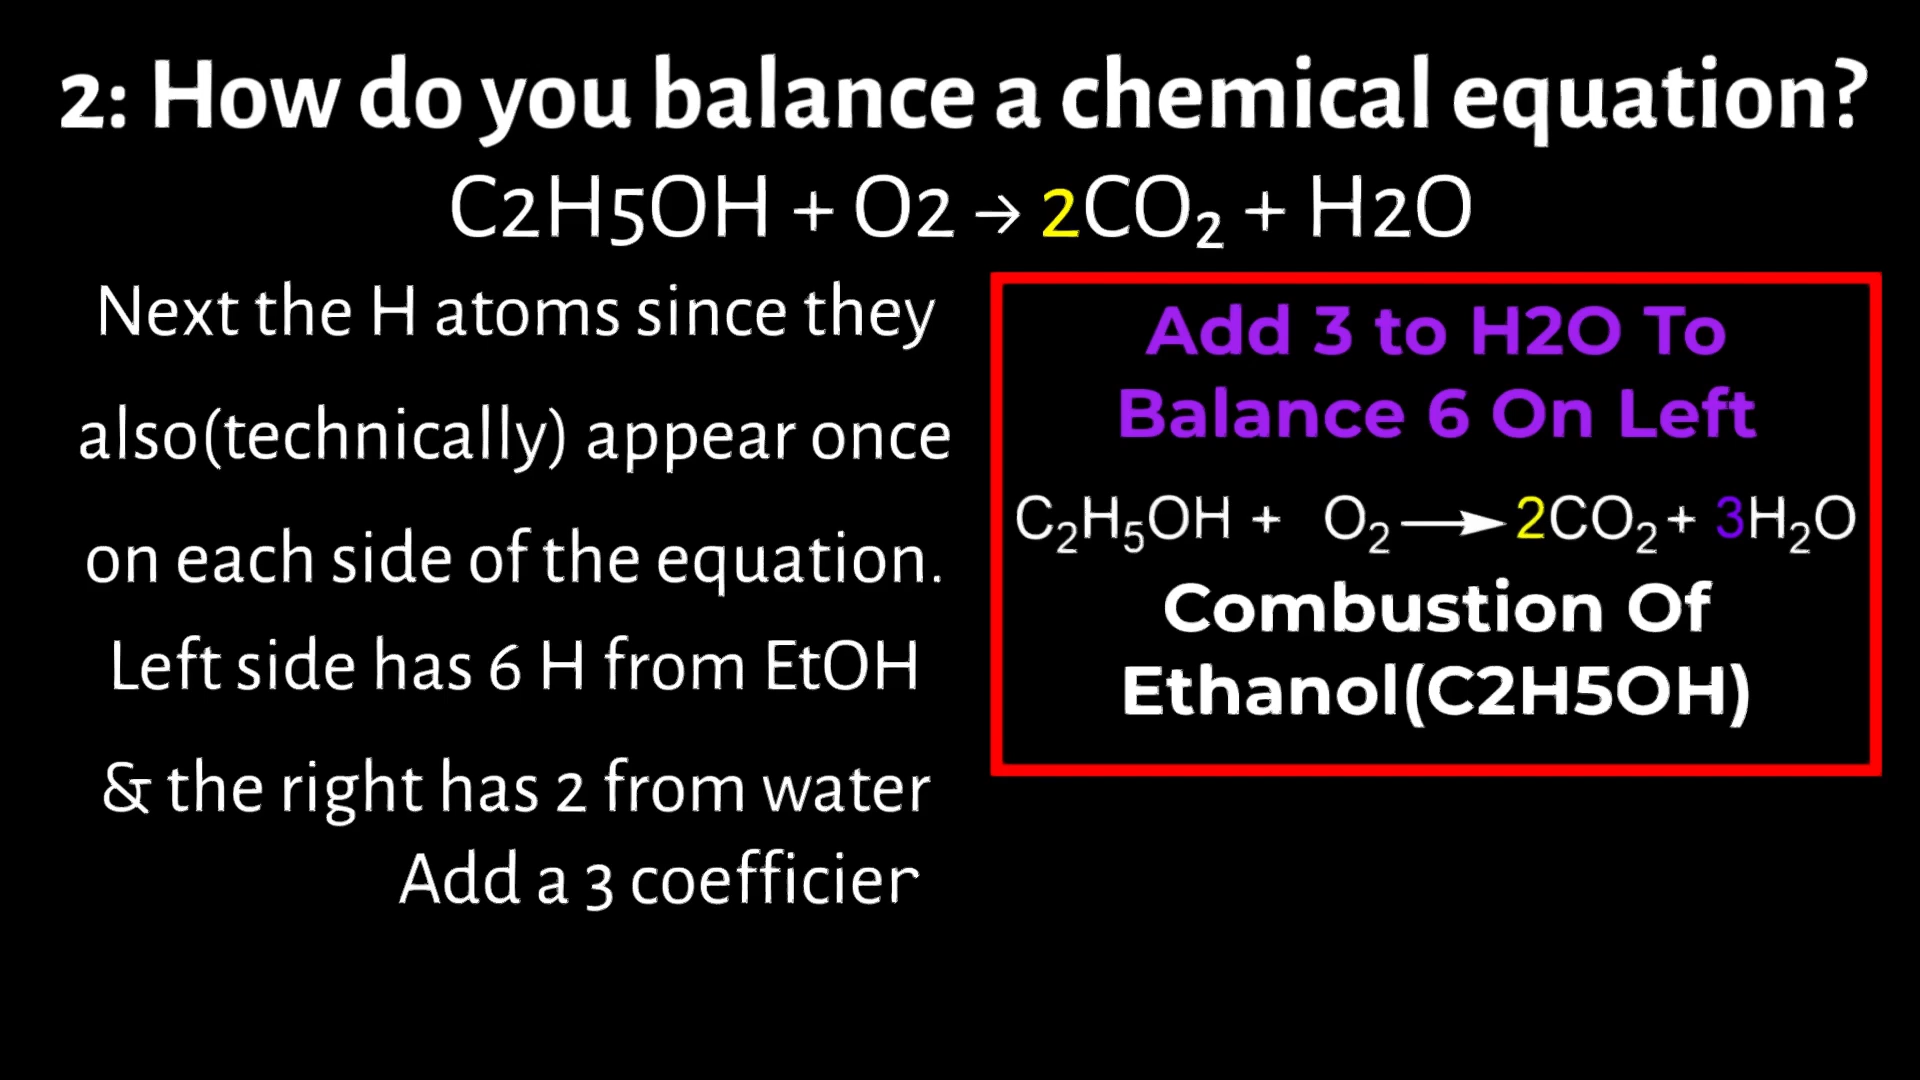 2: How do you balance a chemical equation?
C2H5OH + O2 → 2CO₂ + H2O
Next the H atoms since they
also(technically) appear once
on each side of the equation.
Left side has 6 H from EtOH
& the right has 2 from water
Add a 3 coefficien
Add 3 to H2O To
Balance 6 On Left
C₂H₅OH + O₂ ⟶ 2CO₂ + 3H₂O
Combustion Of
Ethanol(C2H5OH)